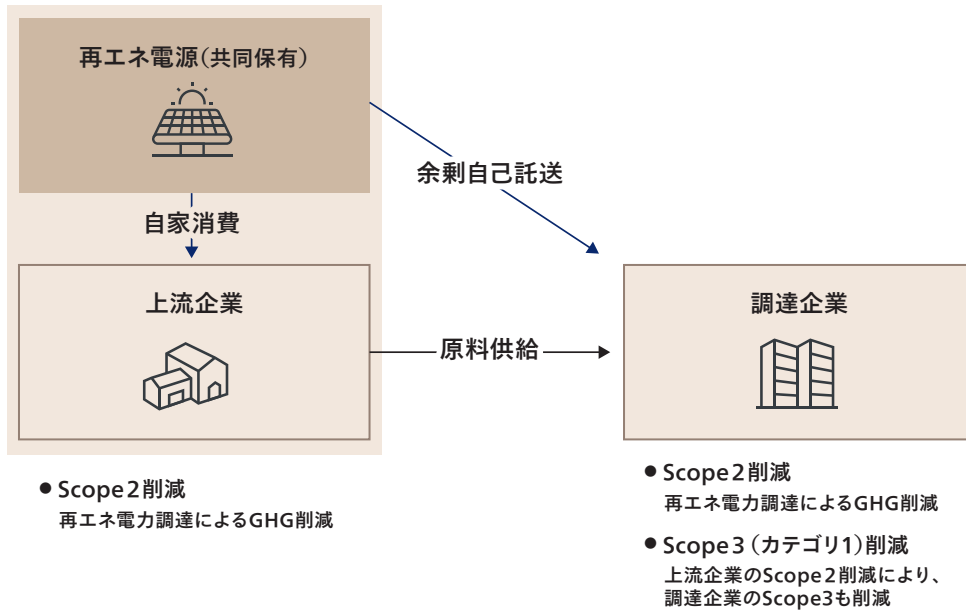 再エネ電源（共同保有）
余剰自己託送
自家消費
上流企業
調達企業
原料供給
● Scope2削減
再エネ電力調達によるGHG削減
● Scope2削減
再エネ電力調達によるGHG削減
● Scope3（カテゴリ1）削減
上流企業のScope2削減により、
調達企業のScope3も削減